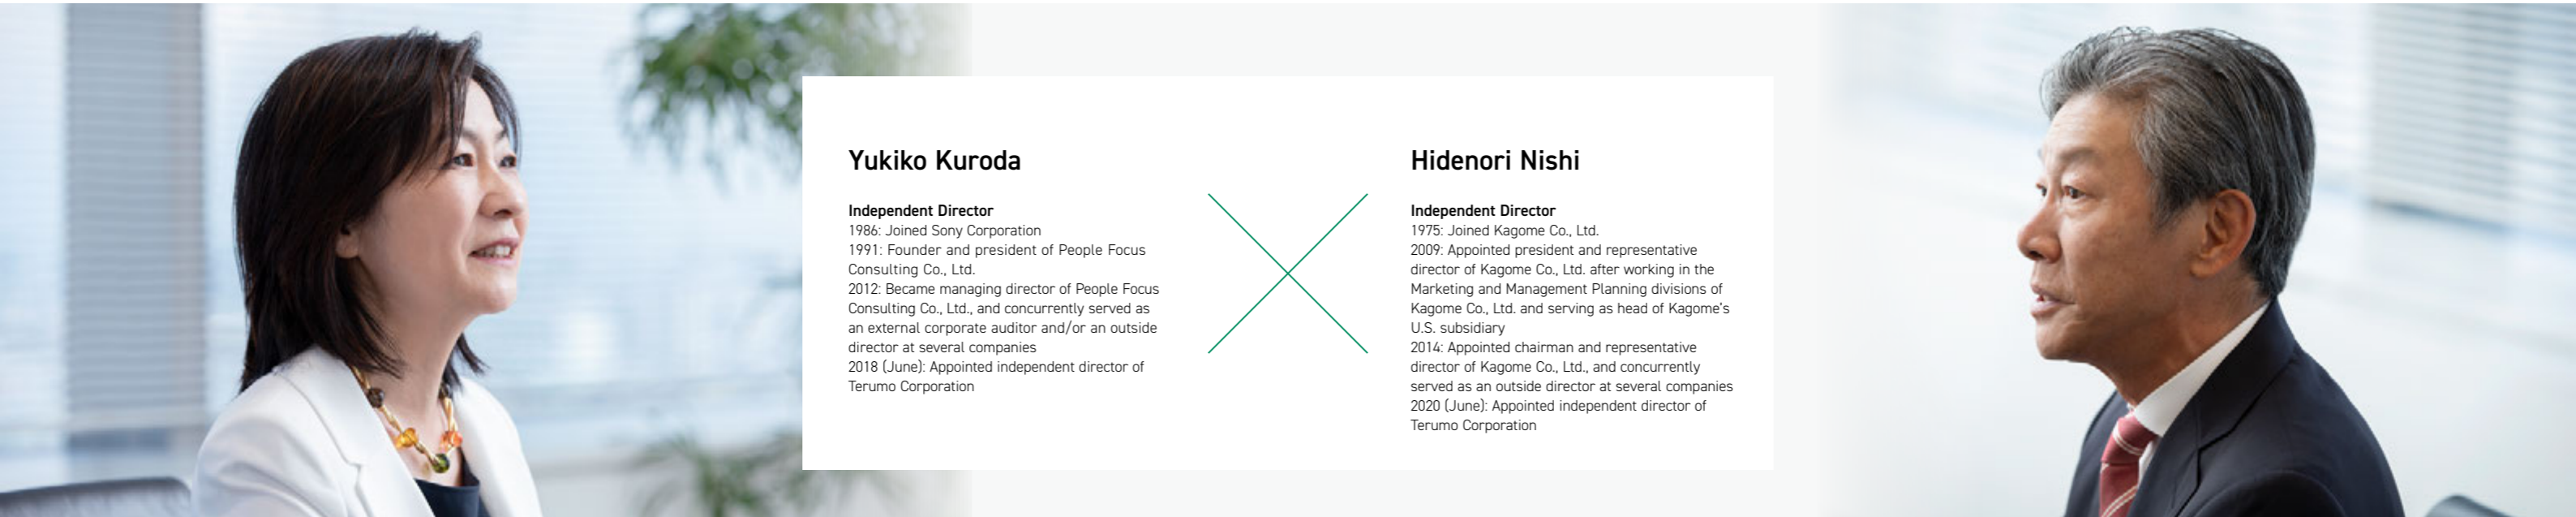 Yukiko Kuroda
Independent Director
1986: Joined Sony Corporation
1991: Founder and president of People Focus
Consulting Co., Ltd.
2012: Became managing director of People Focus
Consulting Co., Ltd., and concurrently served as
an external corporate auditor and/or an outside
director at several companies
2018 (June): Appointed independent director of
Terumo Corporation
Hidenori Nishi
Independent Director
1975: Joined Kagome Co., Ltd.
2009: Appointed president and representative
director of Kagome Co., Ltd. after working in the
Marketing and Management Planning divisions of
Kagome Co., Ltd. and serving as head of Kagome's
U.S. subsidiary
2014: Appointed chairman and representative
director of Kagome Co., Ltd., and concurrently
served as an outside director at several companies
2020 (June): Appointed independent director of
Terumo Corporation